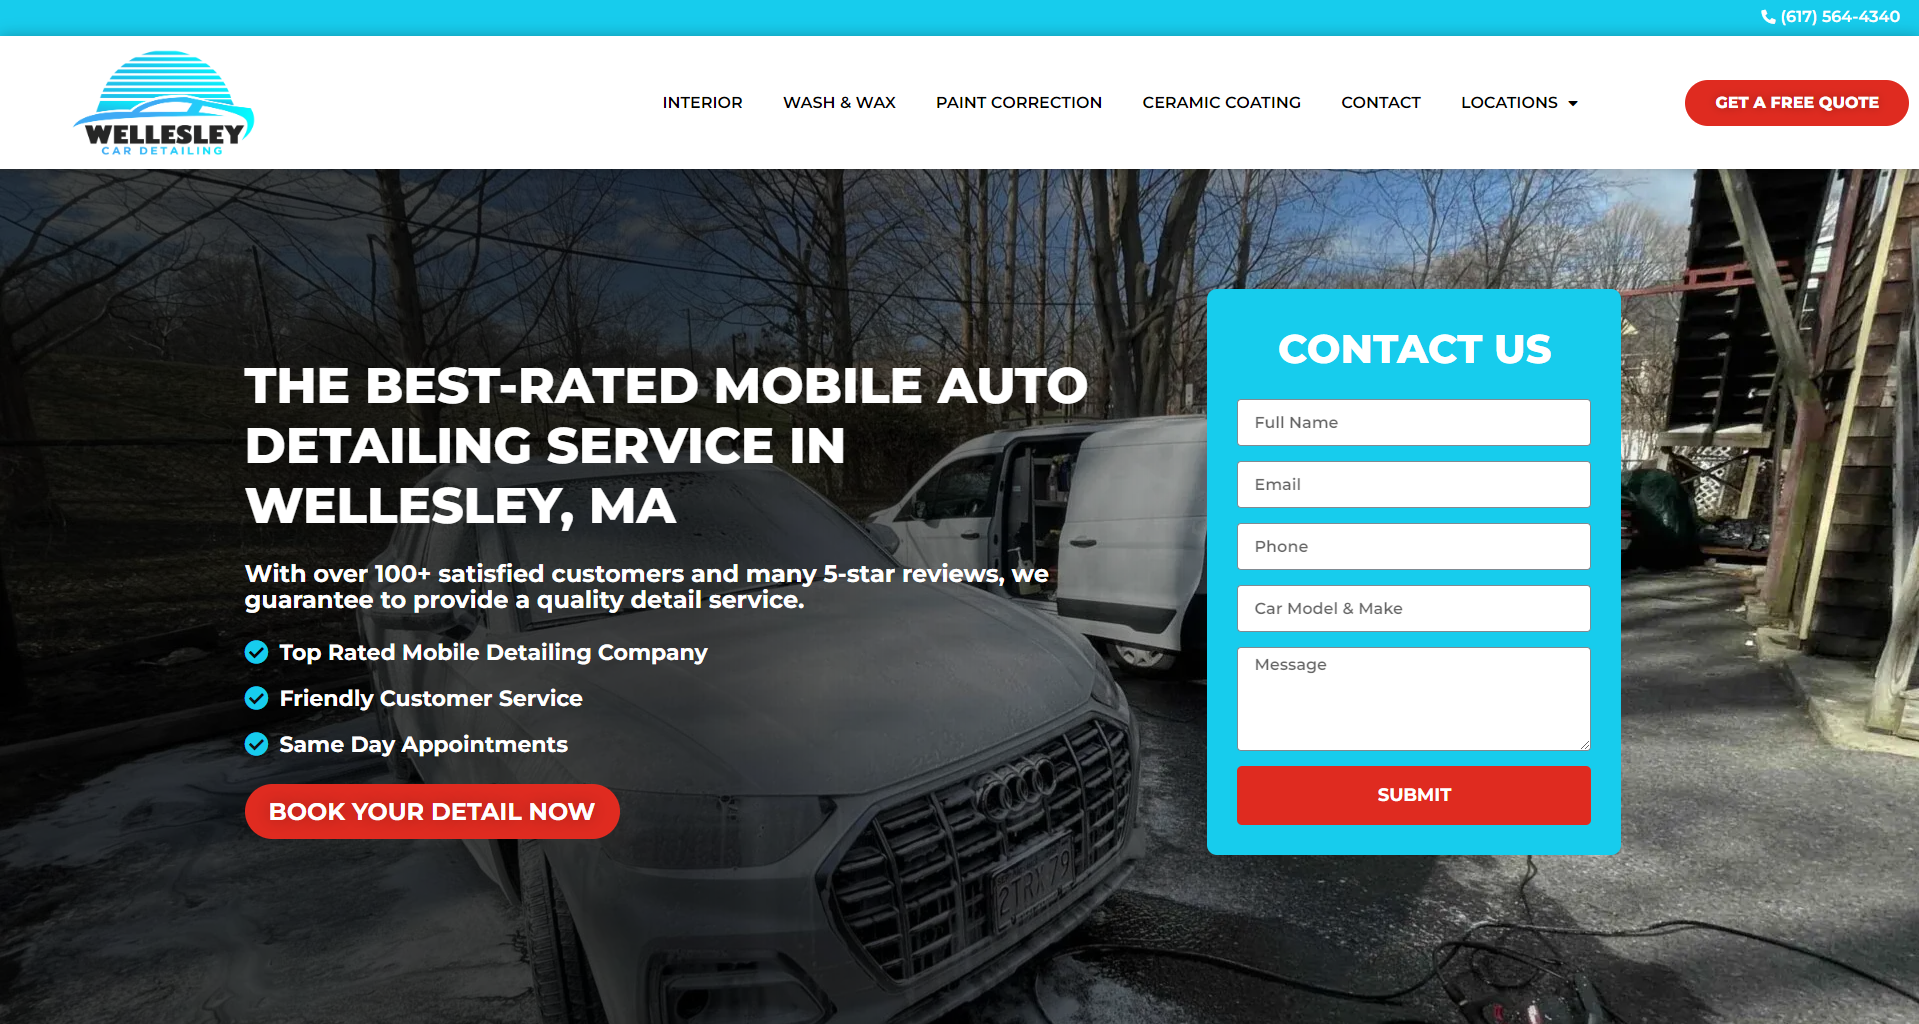 (617) 564-4340
WELLESLEY
CAR DETAILING
INTERIOR WASH & WAX PAINT CORRECTION CERAMIC COATING CONTACT LOCATIONS
GET A FREE QUOTE
THE BEST-RATED MOBILE AUTO
DETAILING SERVICE IN
WELLESLEY, MA
With over 100+ satisfied customers and many 5-star reviews, we
guarantee to provide a quality detail service.
Top Rated Mobile Detailing Company
Friendly Customer Service
Same Day Appointments
BOOK YOUR DETAIL NOW
CONTACT US
Full Name
Email
Phone
Car Model & Make
Message
SUBMIT
2TRX 79